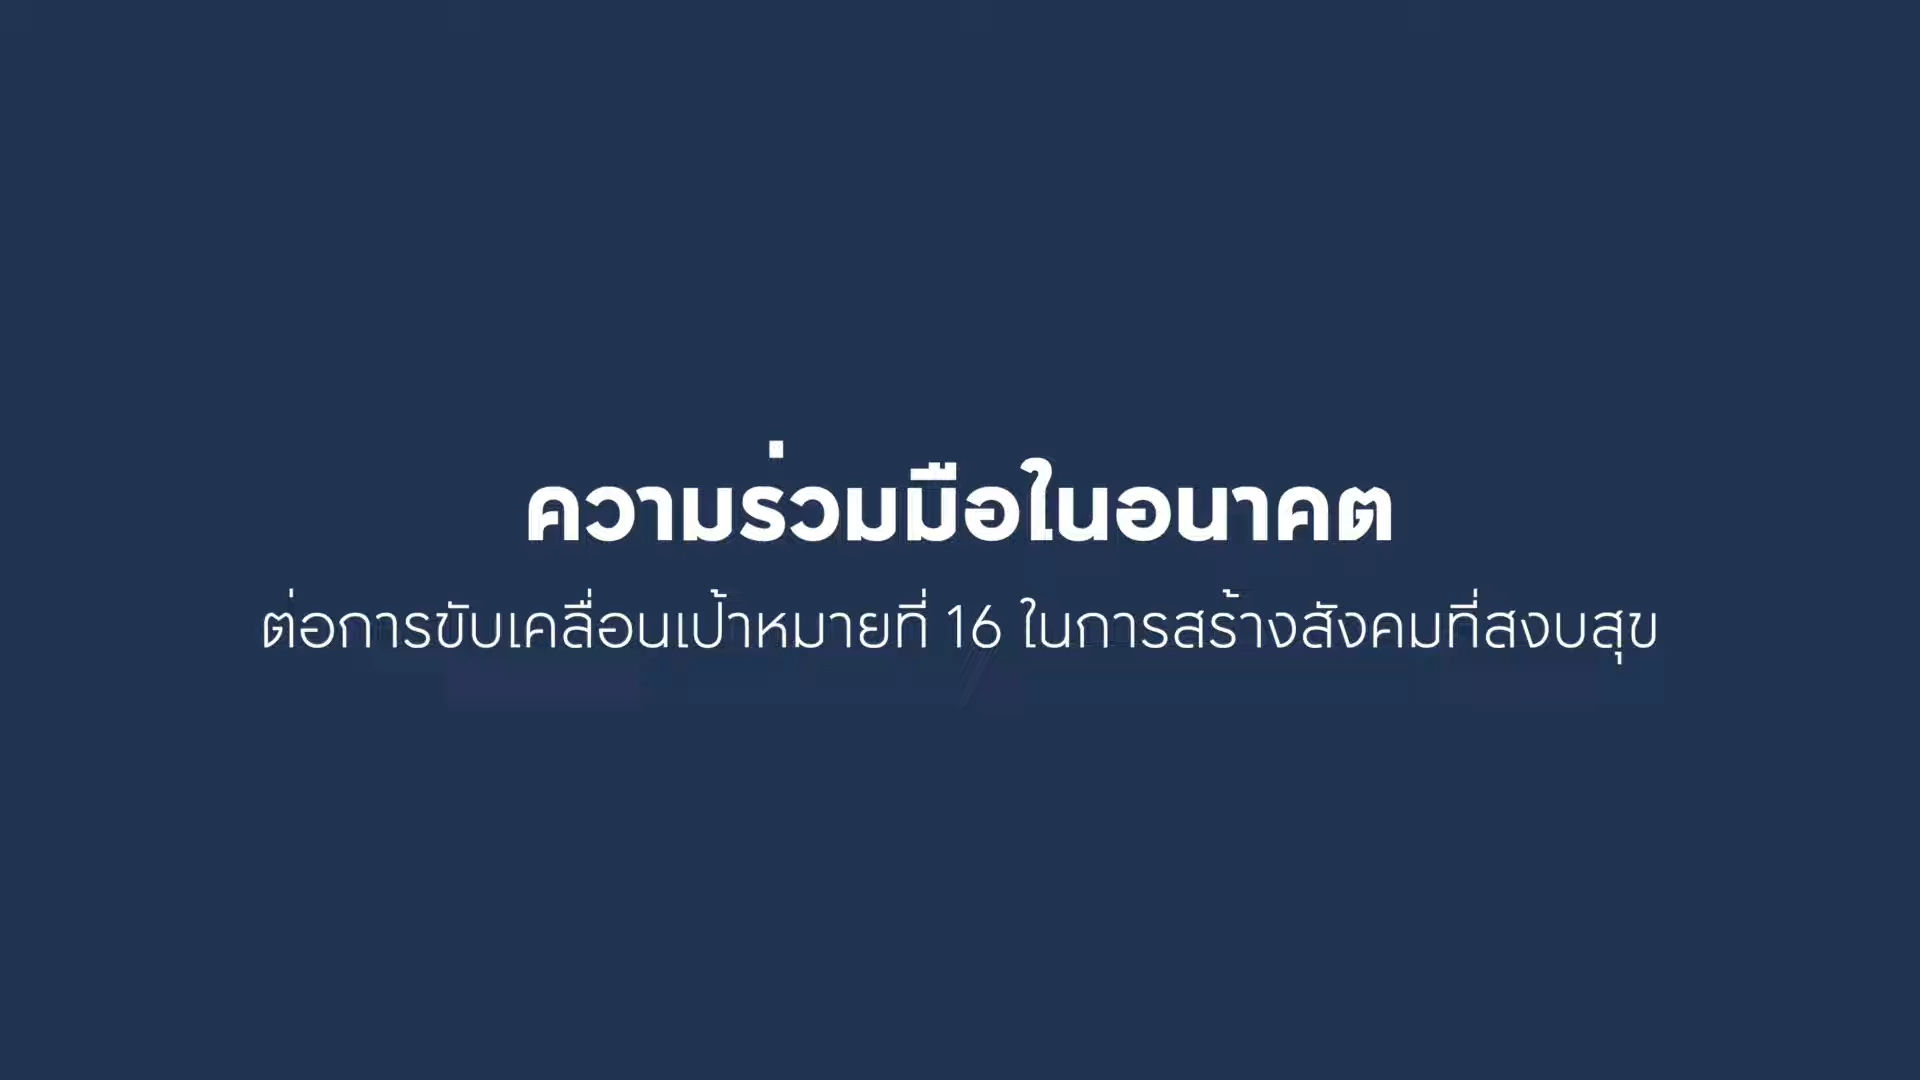 ความร่วมมือในอนาคต
ต่อการขับเคลื่อนเป้าหมายที่ 16 ในการสร้างสังคมที่สงบสุข